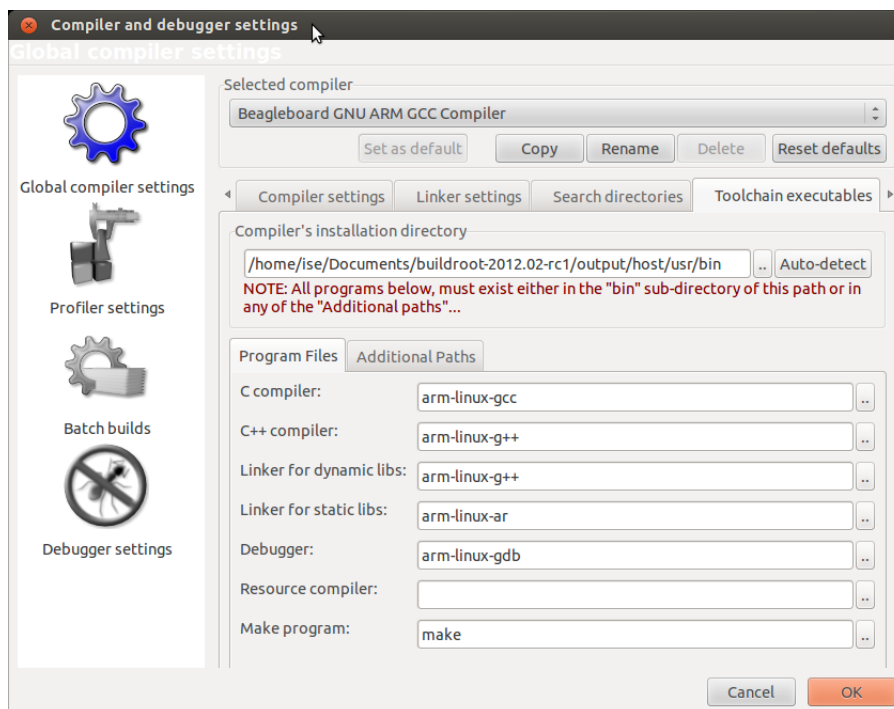 Compiler and debugger settings
Global compiler settings
Global compiler settings
Profiler settings
Batch builds
Debugger settings
Selected compiler
Beagleboard GNU ARM GCC Compiler
Set as default Copy Rename Delete Reset defaults
Compiler settings Linker settings Search directories Toolchain executables
Compiler's installation directory
/home/ise/Documents/buildroot-2012.02-rc1/output/host/usr/bin .. Auto-detect
NOTE: All programs below, must exist either in the "bin" sub-directory of this path or in
any of the "Additional paths"...
Program Files Additional Paths
C compiler: arm-linux-gcc ..
C++ compiler: arm-linux-g++ ..
Linker for dynamic libs: arm-linux-g++ ..
Linker for static libs: arm-linux-ar ..
Debugger: arm-linux-gdb ..
Resource compiler: ..
Make program: make ..
Cancel OK